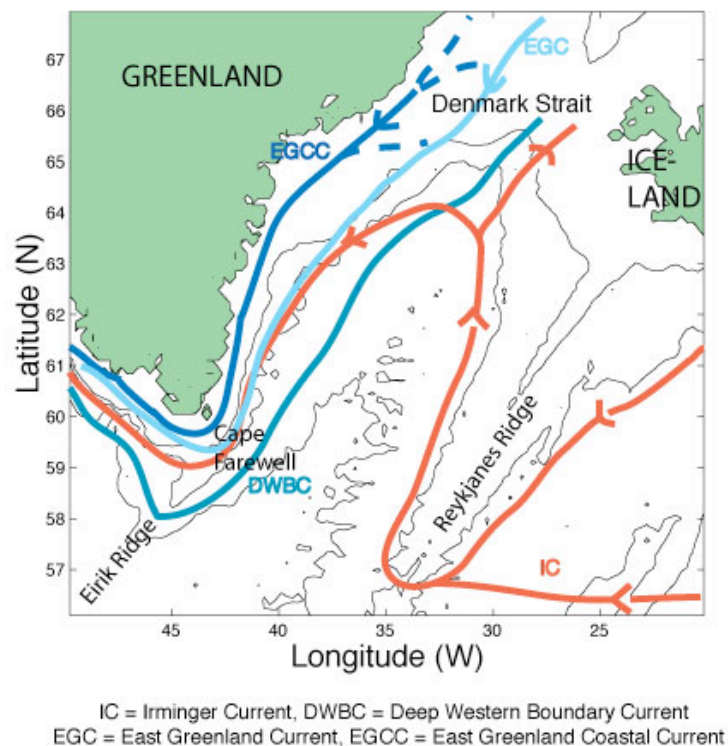 67
66
65
64
63
62
61
60
59
58
57
Latitude (N)
GREENLAND
EGC
Denmark Strait
EGCC
ICE-
LAND
Cape
Farewell
DWBC
Reykjanes Ridge
Eirik Ridge
IC
45
40
35
30
25
Longitude (W)
IC = Irminger Current, DWBC = Deep Western Boundary Current
EGC = East Greenland Current, EGCC = East Greenland Coastal Current